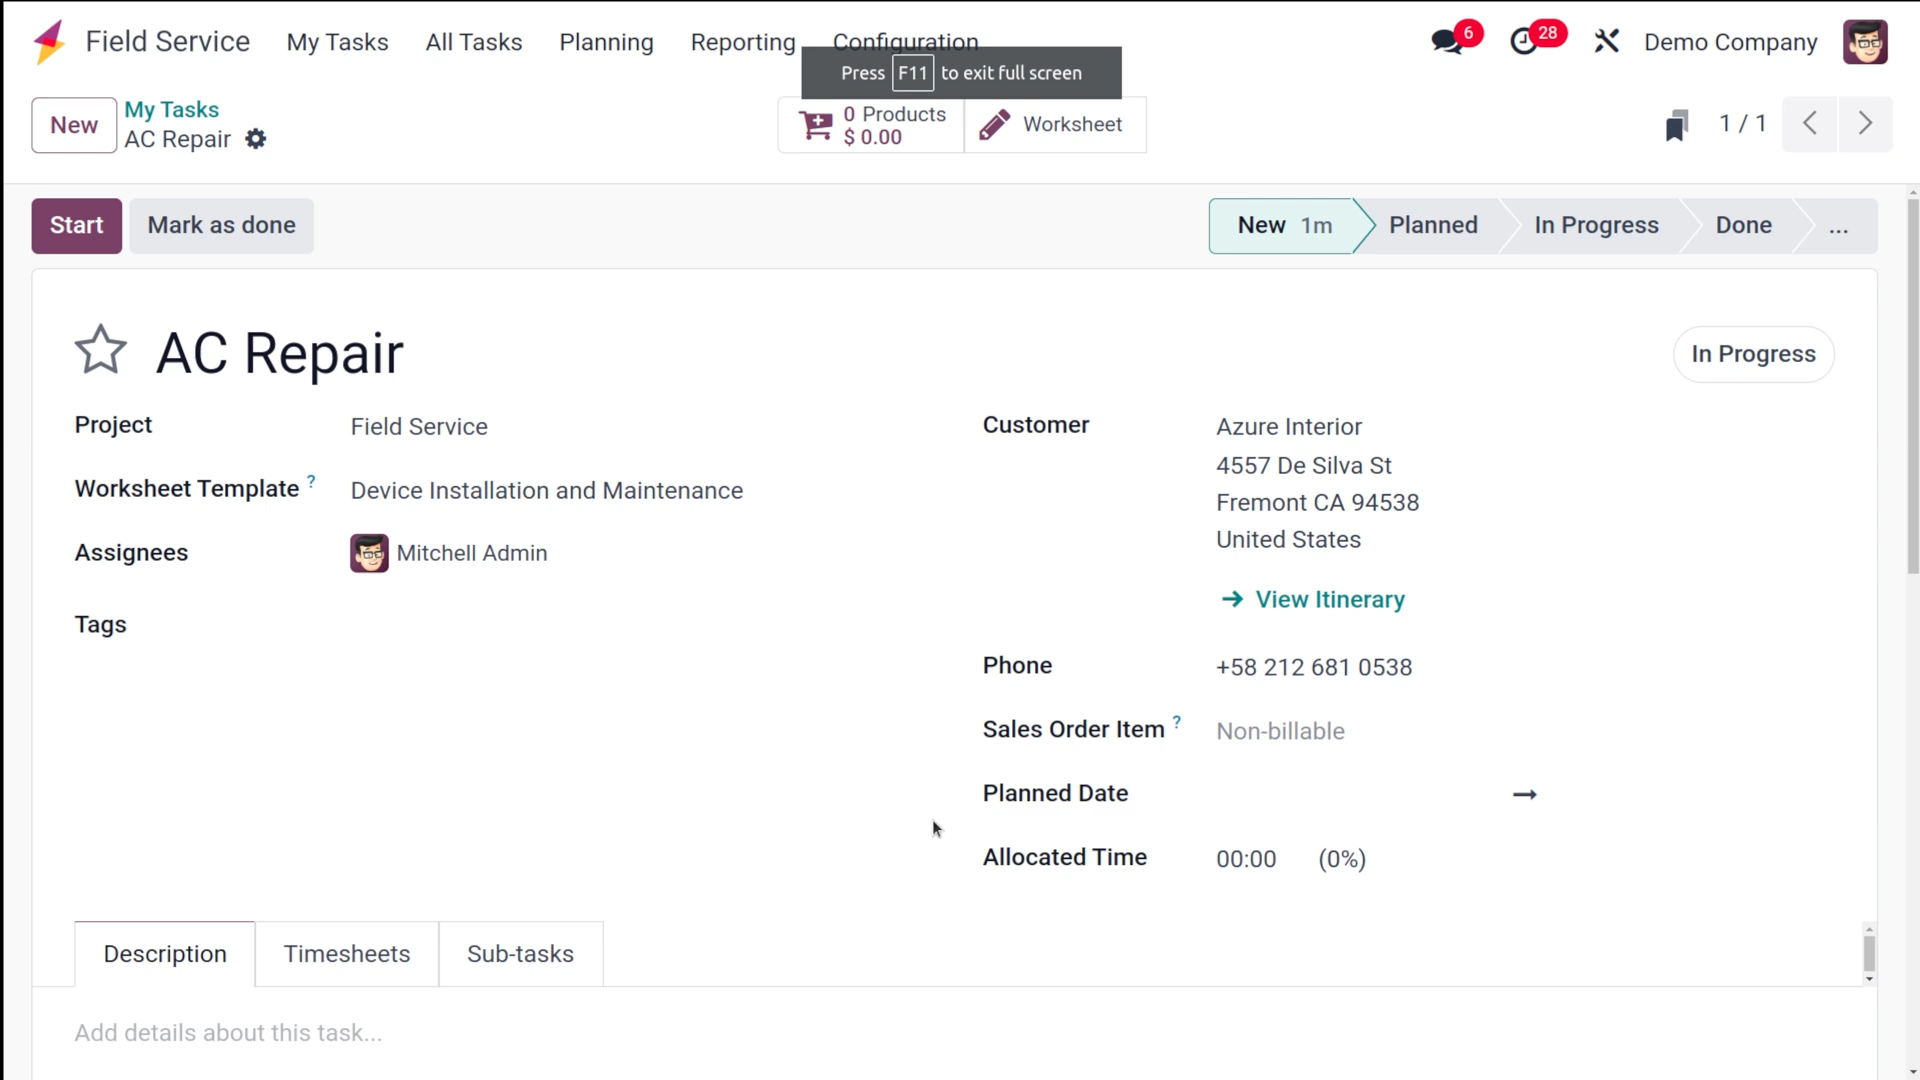 Field Service My Tasks All Tasks Planning Reporting Configuration 6 28 Demo Company
Press F11 to exit full screen
New My Tasks
AC Repair
0 Products
$ 0.00
Worksheet
1 / 1
Start Mark as done New 1m Planned In Progress Done ...
AC Repair In Progress
Project Field Service
Worksheet Template ? Device Installation and Maintenance
Assignees Mitchell Admin
Tags
Customer Azure Interior
4557 De Silva St
Fremont CA 94538
United States
View Itinerary
Phone +58 212 681 0538
Sales Order Item ? Non-billable
Planned Date
Allocated Time 00:00 (0%)
Description Timesheets Sub-tasks
Add details about this task...